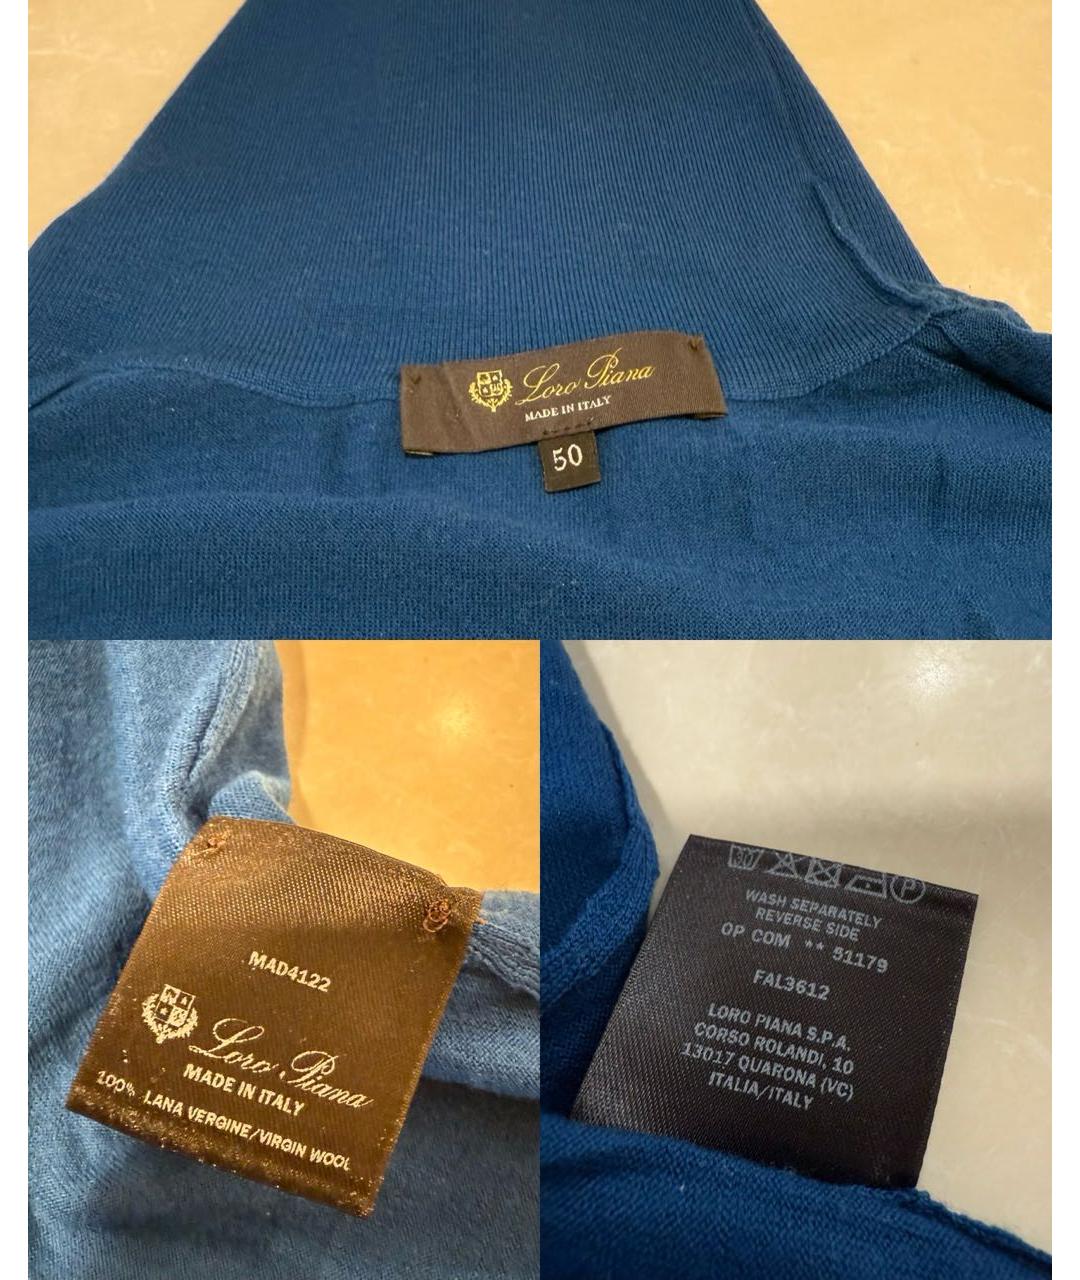 Loro Piana
MADE IN ITALY
50
MAD4122
Loro Piana
MADE IN ITALY
100% LANA VERGINE/VIRGIN WOOL
30
P
WASH SEPARATELY
REVERSE SIDE
OP COM ** 51179
FAL3612
LORO PIANA S.P.A.
CORSO ROLANDI, 10
13017 QUARONA (VC)
ITALIA/ITALY